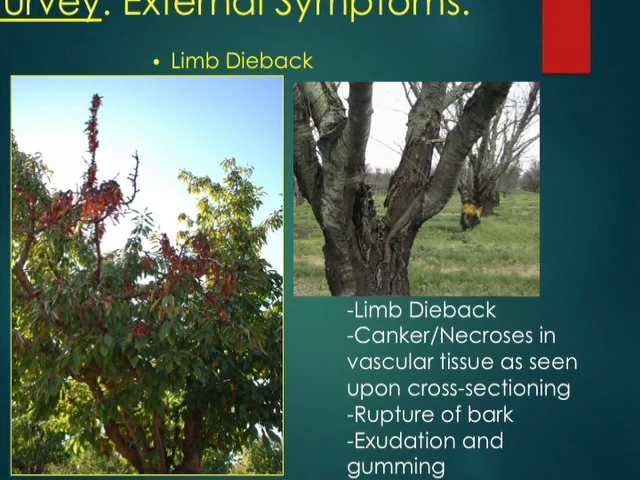 External Symptoms:
• Limb Dieback
-Limb Dieback
-Canker/Necroses in
vascular tissue as seen
upon cross-sectioning
-Rupture of bark
-Exudation and
gumming